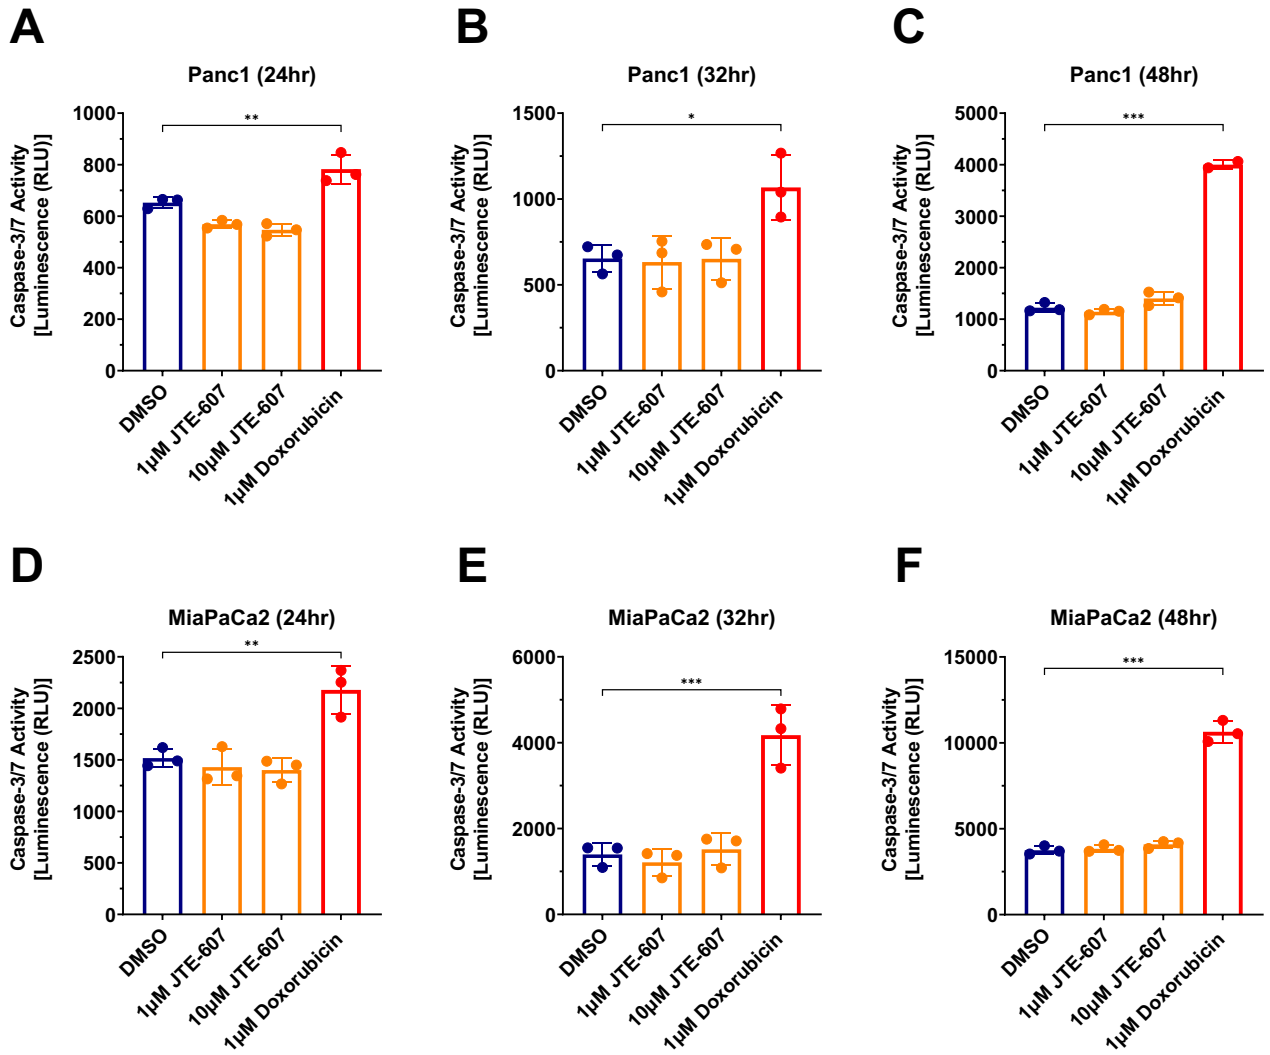 A
B
C
Panc1 (24hr)
Panc1 (32hr)
Panc1 (48hr)
Caspase-3/7 Activity
[Luminescence (RLU)]
1000
800
600
400
200
0
**
DMSO
1µM JTE-607
10µM JTE-607
1µM Doxorubicin
Caspase-3/7 Activity
[Luminescence (RLU)]
1500
1000
500
0
*
DMSO
1µM JTE-607
10µM JTE-607
1µM Doxorubicin
Caspase-3/7 Activity
[Luminescence (RLU)]
5000
4000
3000
2000
1000
0
***
DMSO
1µM JTE-607
10µM JTE-607
1µM Doxorubicin
D
E
F
MiaPaCa2 (24hr)
MiaPaCa2 (32hr)
MiaPaCa2 (48hr)
Caspase-3/7 Activity
[Luminescence (RLU)]
2500
2000
1500
1000
500
0
**
DMSO
1µM JTE-607
10µM JTE-607
1µM Doxorubicin
Caspase-3/7 Activity
[Luminescence (RLU)]
6000
4000
2000
0
***
DMSO
1µM JTE-607
10µM JTE-607
1µM Doxorubicin
Caspase-3/7 Activity
[Luminescence (RLU)]
15000
10000
5000
0
***
DMSO
1µM JTE-607
10µM JTE-607
1µM Doxorubicin